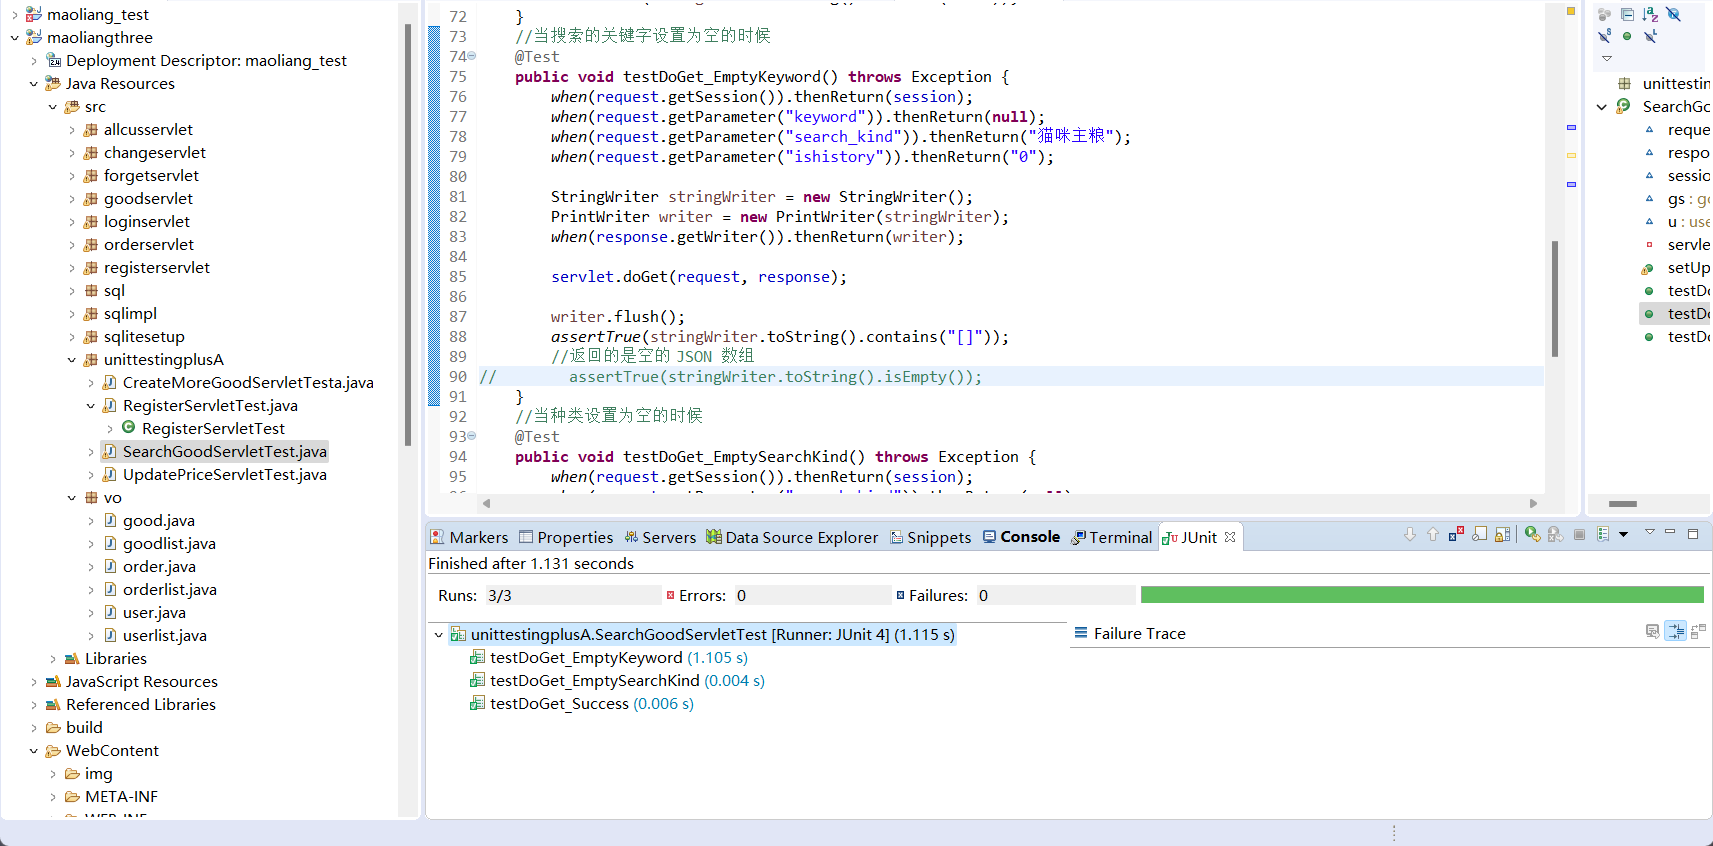 maoliang_test
maoliangthree
Deployment Descriptor: maoliang_test
Java Resources
src
allcusservlet
changeservlet
forgetservlet
goodservlet
loginservlet
orderservlet
registerservlet
sql
sqlimpl
sqlitesetup
unittestingplusA
CreateMoreGoodServletTesta.java
RegisterServletTest.java
RegisterServletTest
SearchGoodServletTest.java
UpdatePriceServletTest.java
vo
good.java
goodlist.java
order.java
orderlist.java
user.java
userlist.java
Libraries
JavaScript Resources
Referenced Libraries
build
WebContent
img
META-INF
WEB-INF
72 }
73 //当搜索的关键字设置为空的时候
74 @Test
75 public void testDoGet_EmptyKeyword() throws Exception {
76 when(request.getSession()).thenReturn(session);
77 when(request.getParameter("keyword")).thenReturn(null);
78 when(request.getParameter("search_kind")).thenReturn("猫咪主粮");
79 when(request.getParameter("ishistory")).thenReturn("0");
80
81 StringWriter stringWriter = new StringWriter();
82 PrintWriter writer = new PrintWriter(stringWriter);
83 when(response.getWriter()).thenReturn(writer);
84
85 servlet.doGet(request, response);
86
87 writer.flush();
88 assertTrue(stringWriter.toString().contains("[]"));
89 //返回的是空的 JSON 数组
90 // assertTrue(stringWriter.toString().isEmpty());
91 }
92 //当种类设置为空的时候
93 @Test
94 public void testDoGet_EmptySearchKind() throws Exception {
95 when(request.getSession()).thenReturn(session);
unittestin
SearchGo
reque
respo
sessio
gs : go
u : use
servle
setUp
testDo
testDo
testDo
Markers Properties Servers Data Source Explorer Snippets Console Terminal JUnit
Finished after 1.131 seconds
Runs: 3/3 Errors: 0 Failures: 0
unittestingplusA.SearchGoodServletTest [Runner: JUnit 4] (1.115 s)
testDoGet_EmptyKeyword (1.105 s)
testDoGet_EmptySearchKind (0.004 s)
testDoGet_Success (0.006 s)
Failure Trace